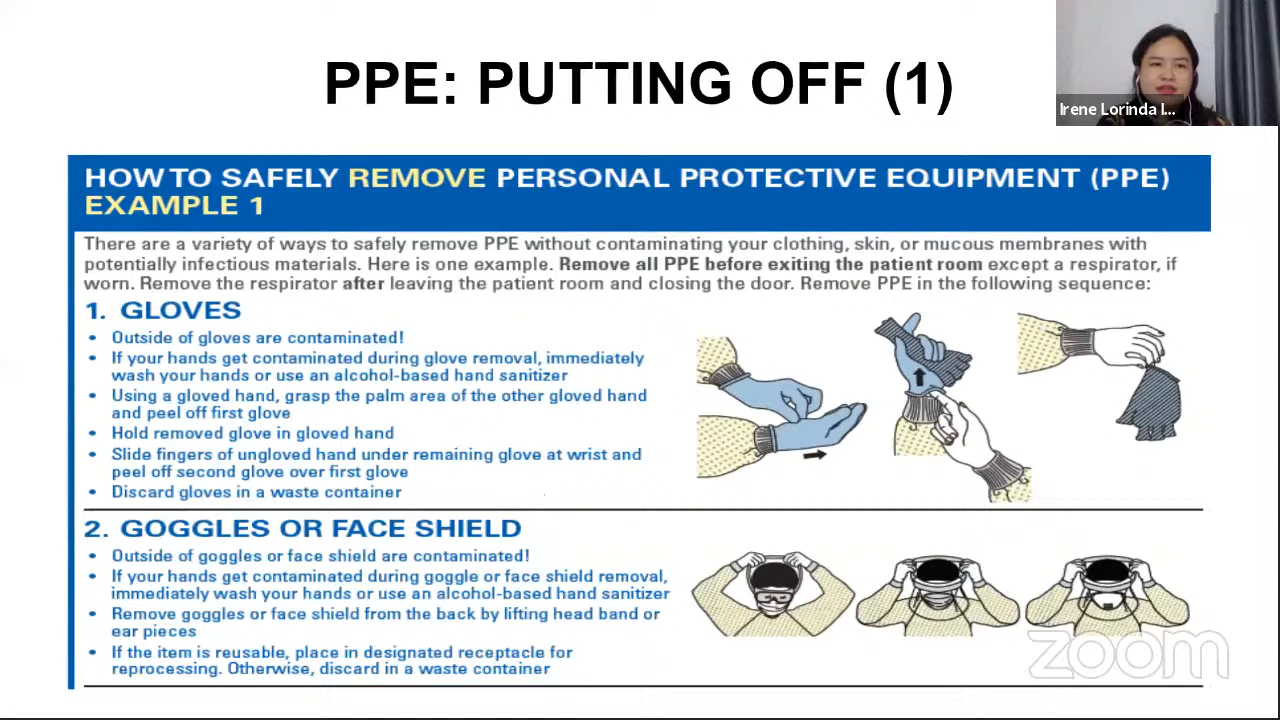 PPE: PUTTING OFF (1)
Irene Lorinda I...
HOW TO SAFELY REMOVE PERSONAL PROTECTIVE EQUIPMENT (PPE)
EXAMPLE 1
There are a variety of ways to safely remove PPE without contaminating your clothing, skin, or mucous membranes with
potentially infectious materials. Here is one example. Remove all PPE before exiting the patient room except a respirator, if
worn. Remove the respirator after leaving the patient room and closing the door. Remove PPE in the following sequence:
1. GLOVES
• Outside of gloves are contaminated!
• If your hands get contaminated during glove removal, immediately
wash your hands or use an alcohol-based hand sanitizer
• Using a gloved hand, grasp the palm area of the other gloved hand
and peel off first glove
• Hold removed glove in gloved hand
• Slide fingers of ungloved hand under remaining glove at wrist and
peel off second glove over first glove
• Discard gloves in a waste container
2. GOGGLES OR FACE SHIELD
• Outside of goggles or face shield are contaminated!
• If your hands get contaminated during goggle or face shield removal,
immediately wash your hands or use an alcohol-based hand sanitizer
• Remove goggles or face shield from the back by lifting head band or
ear pieces
• If the item is reusable, place in designated receptacle for
reprocessing. Otherwise, discard in a waste container
zoom